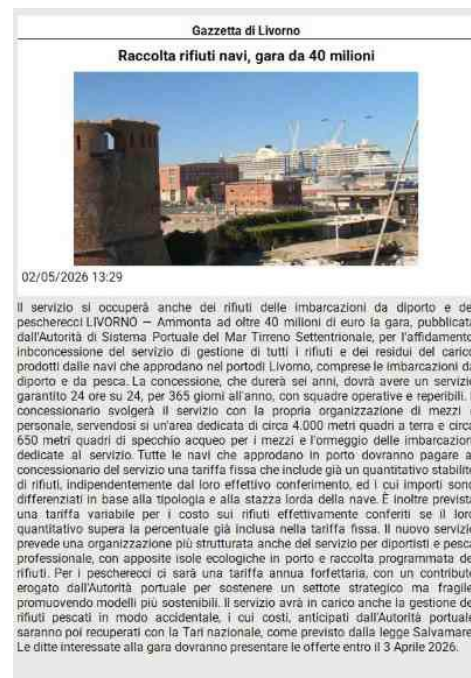 Gazzetta di Livorno
Raccolta rifiuti navi, gara da 40 milioni
02/05/2026 13:29
Il servizio si occuperà anche dei rifiuti delle imbarcazioni da diporto e de
pescherecci LIVORNO — Ammonta ad oltre 40 milioni di euro la gara, pubblicata
dall'Autorità di Sistema Portuale del Mar Tirreno Settentrionale, per l'affidamento
inbconcessione del servizio di gestione di tutti i rifiuti e dei residui del carico
prodotti dalle navi che approdano nel portodi Livorno, comprese le imbarcazioni da
diporto e da pesca. La concessione, che durerà sei anni, dovrà avere un servizio
garantito 24 ore su 24, per 365 giorni all'anno, con squadre operative e reperibili.
concessionario svolgerà il servizio con la propria organizzazione di mezzi
personale, servendosi si un'area dedicata di circa 4.000 metri quadri a terra e circa
650 metri quadri di specchio acqueo per i mezzi e l'ormeggio delle imbarcazioni
dedicate al servizio. Tutte le navi che approdano in porto dovranno pagare a
concessionario del servizio una tariffa fissa che include già un quantitativo stabilito
di rifiuti, indipendentemente dal loro effettivo conferimento, ed i cui importi sono
differenziati in base alla tipologia e alla stazza lorda della nave. È inoltre prevista
una tariffa variabile per i costo sui rifiuti effettivamente conferiti se il loro
quantitativo supera la percentuale già inclusa nella tariffa fissa. Il nuovo servizio
prevede una organizzazione più strutturata anche del servizio per diportisti e pesca
professionale, con apposite isole ecologiche in porto e raccolta programmata de
rifiuti. Per i pescherecci ci sarà una tariffa annua forfettaria, con un contributo
erogato dall'Autorità portuale per sostenere un settote strategico ma fragile
promuovendo modelli più sostenibili. Il servizio avrà in carico anche la gestione de
rifiuti pescati in modo accidentale, i cui costi, anticipati dall'Autorità portuale
saranno poi recuperati con la Tari nazionale, come previsto dalla legge Salvamare
Le ditte interessate alla gara dovranno presentare le offerte entro il 3 Aprile 2026.